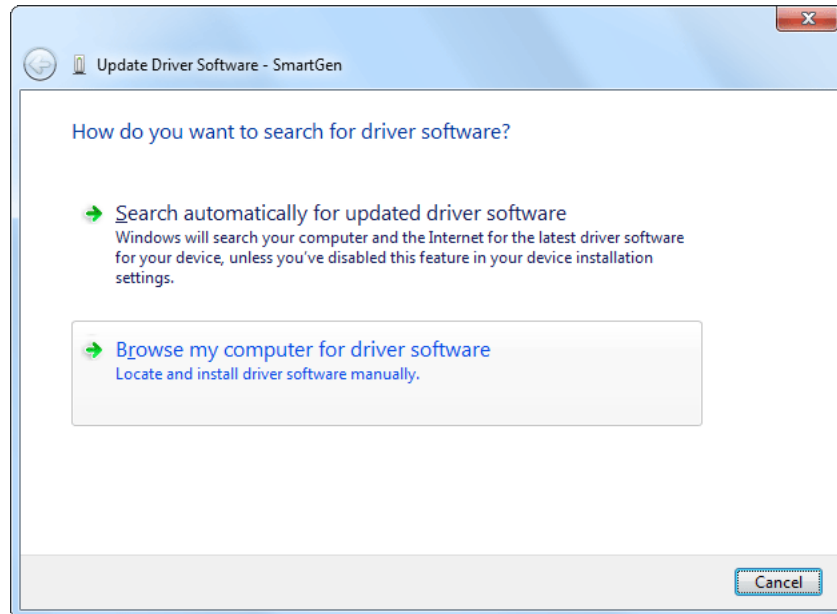 Update Driver Software - SmartGen
How do you want to search for driver software?
Search automatically for updated driver software
Windows will search your computer and the Internet for the latest driver software
for your device, unless you've disabled this feature in your device installation
settings.
Browse my computer for driver software
Locate and install driver software manually.
Cancel